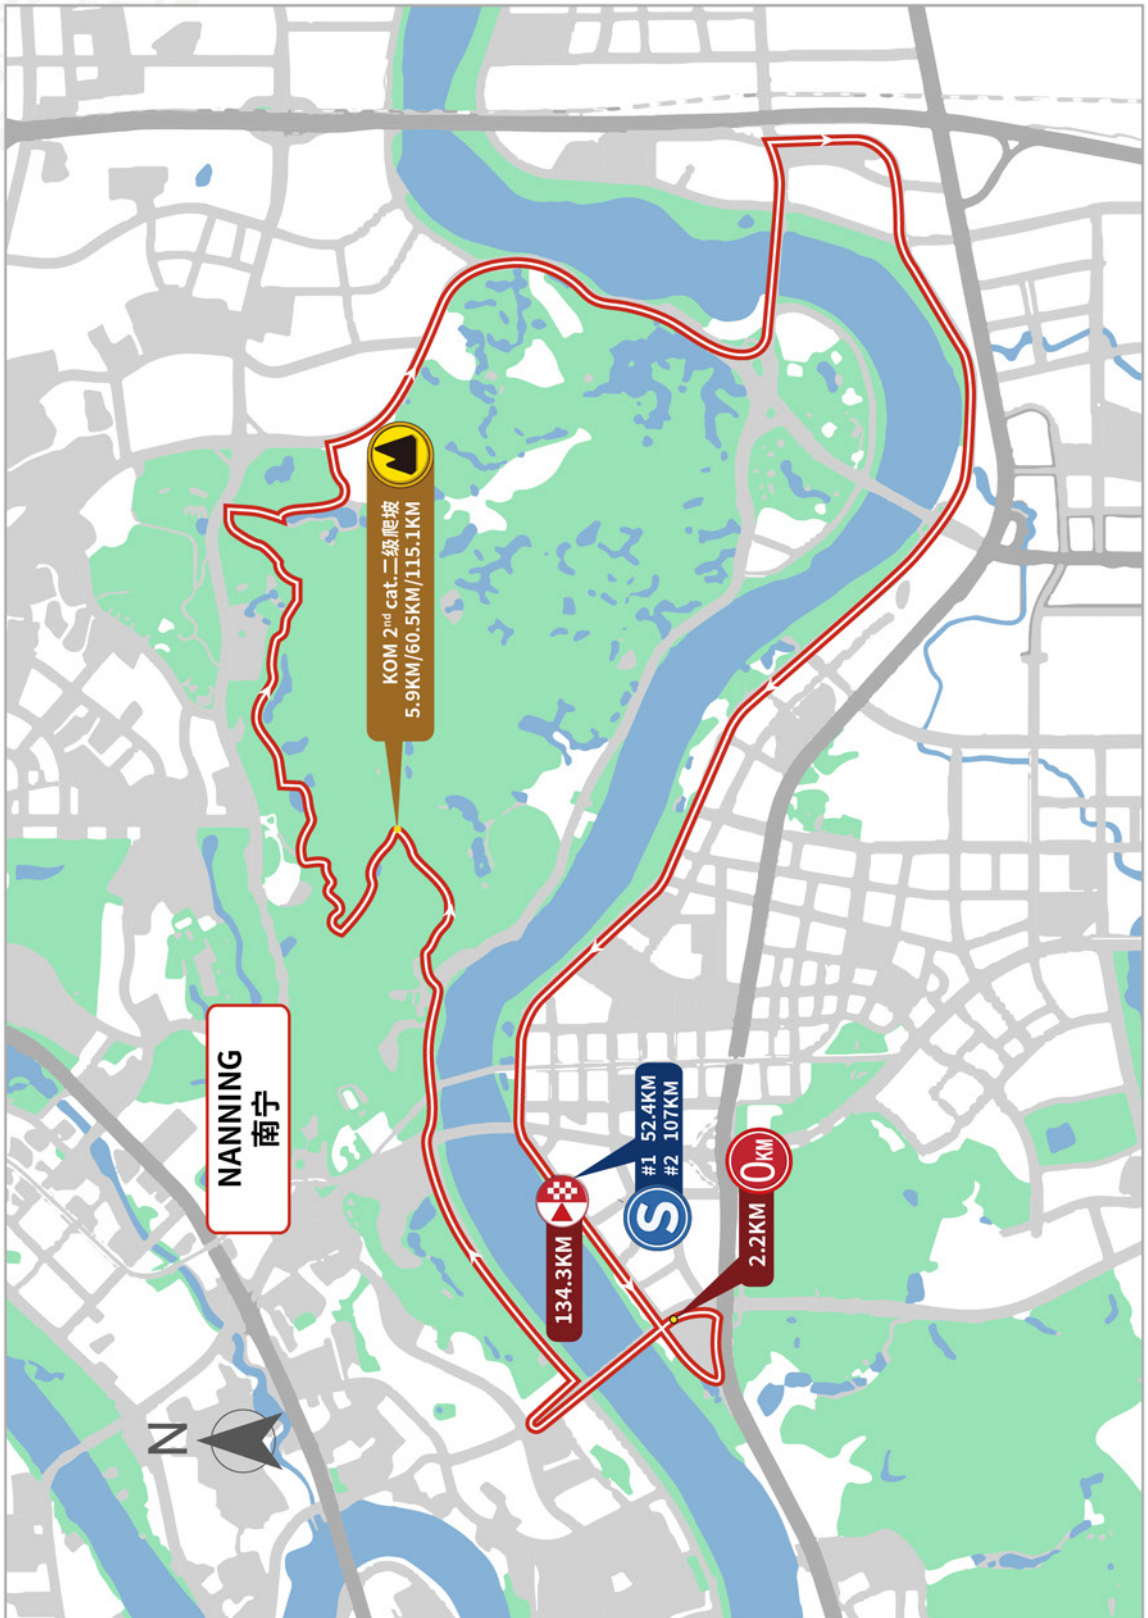 NANNING
南宁
N
KOM 2nd cat.二级爬坡
5.9KM/60.5KM/115.1KM
134.3KM
S
#1 52.4KM
#2 107KM
2.2KM
0KM